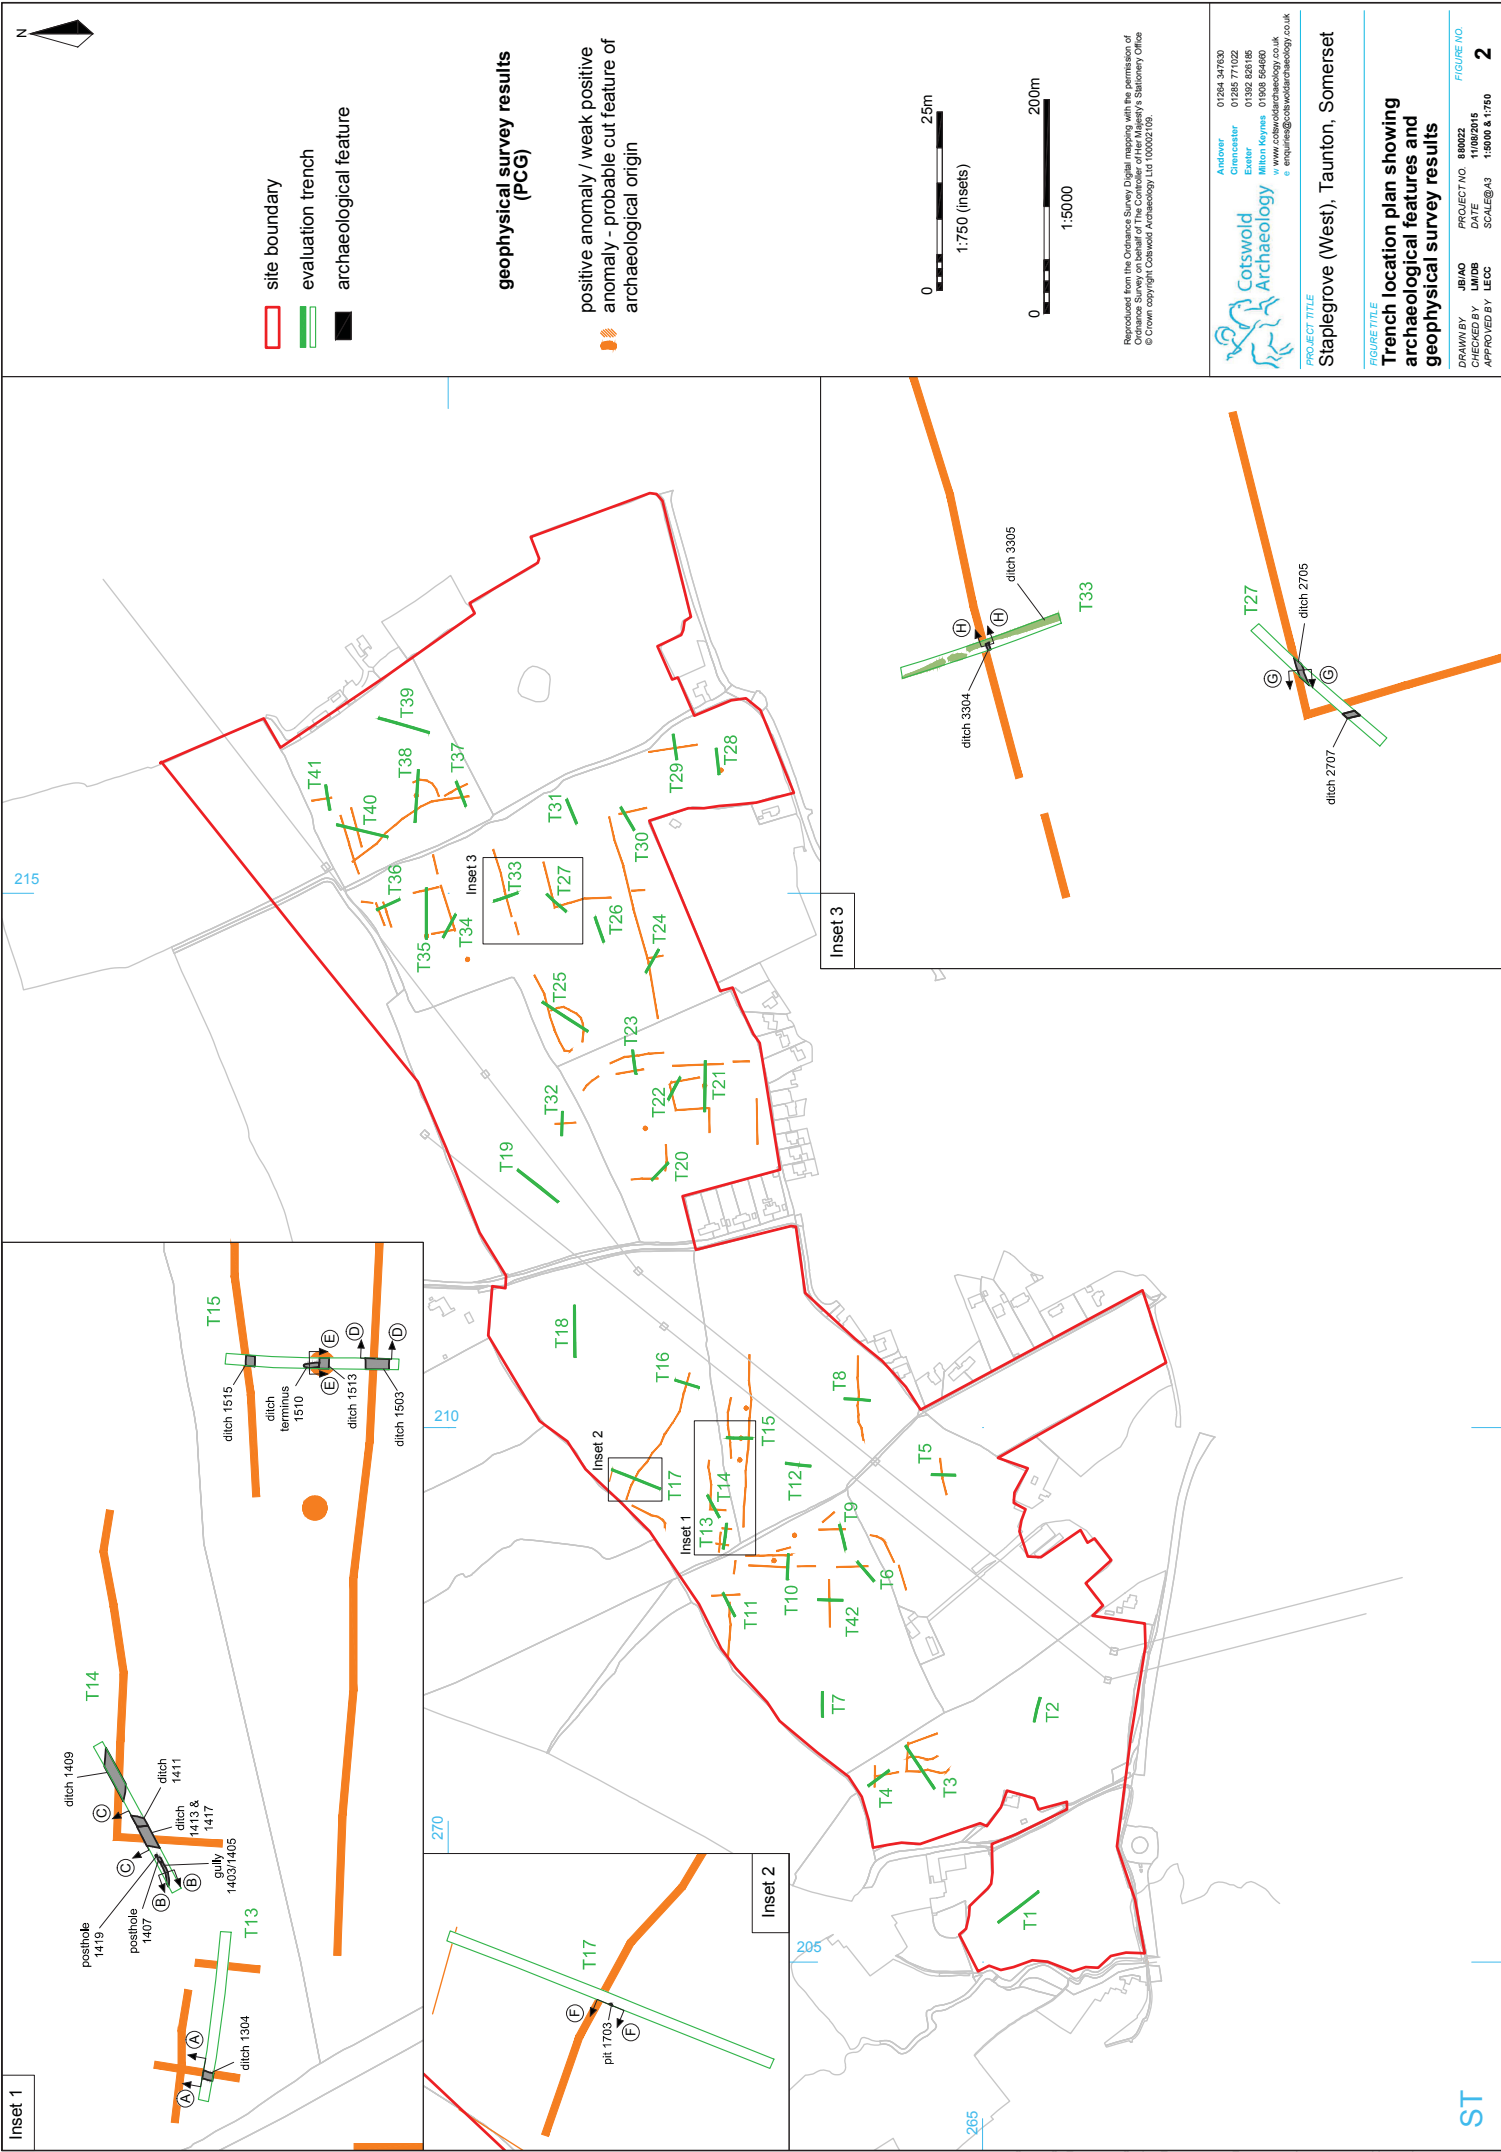 Inset 1
T13
T14
T15
posthole
1419
posthole
1407
ditch 1304
ditch 1409
ditch
1411
ditch
1413 &
1417
gully
1403/1405
ditch 1515
ditch
terminus
1510
ditch 1513
ditch 1503
A
A
B
B
C
C
D
D
E
E
Inset 2
T17
pit 1703
F
F
Inset 3
T33
T27
ditch 3304
ditch 3305
ditch 2705
ditch 2707
G
G
H
H
270
205
265
210
215
ST
T1
T2
T3
T4
T5
T6
T7
T8
T9
T10
T11
T12
T13
T14
T15
T16
T17
T18
T19
T20
T21
T22
T23
T24
T25
T26
T27
T28
T29
T30
T31
T32
T33
T34
T35
T36
T37
T38
T39
T40
T41
T42
Inset 1
Inset 2
Inset 3
N
site boundary
evaluation trench
archaeological feature
geophysical survey results
(PCG)
positive anomaly / weak positive
anomaly - probable cut feature of
archaeological origin
0 25m
1:750 (insets)
0 200m
1:5000
Reproduced from the Ordnance Survey Digital mapping with the permission of
Ordnance Survey on behalf of The Controller of Her Majesty's Stationery Office
© Crown copyright Cotswold Archaeology Ltd 100002109.
Cotswold
Archaeology
Andover 01264 347630
Cirencester 01285 771022
Exeter 01392 826185
Milton Keynes 01908 564660
w www.cotswoldarchaeology.co.uk
e enquiries@cotswoldarchaeology.co.uk
PROJECT TITLE
Staplegrove (West), Taunton, Somerset
FIGURE TITLE
Trench location plan showing
archaeological features and
geophysical survey results
DRAWN BY JB/AO PROJECT NO. 880022 FIGURE NO.
CHECKED BY LM/DB DATE 11/08/2015 2
APPROVED BY LECC SCALE@A3 1:5000 & 1:750